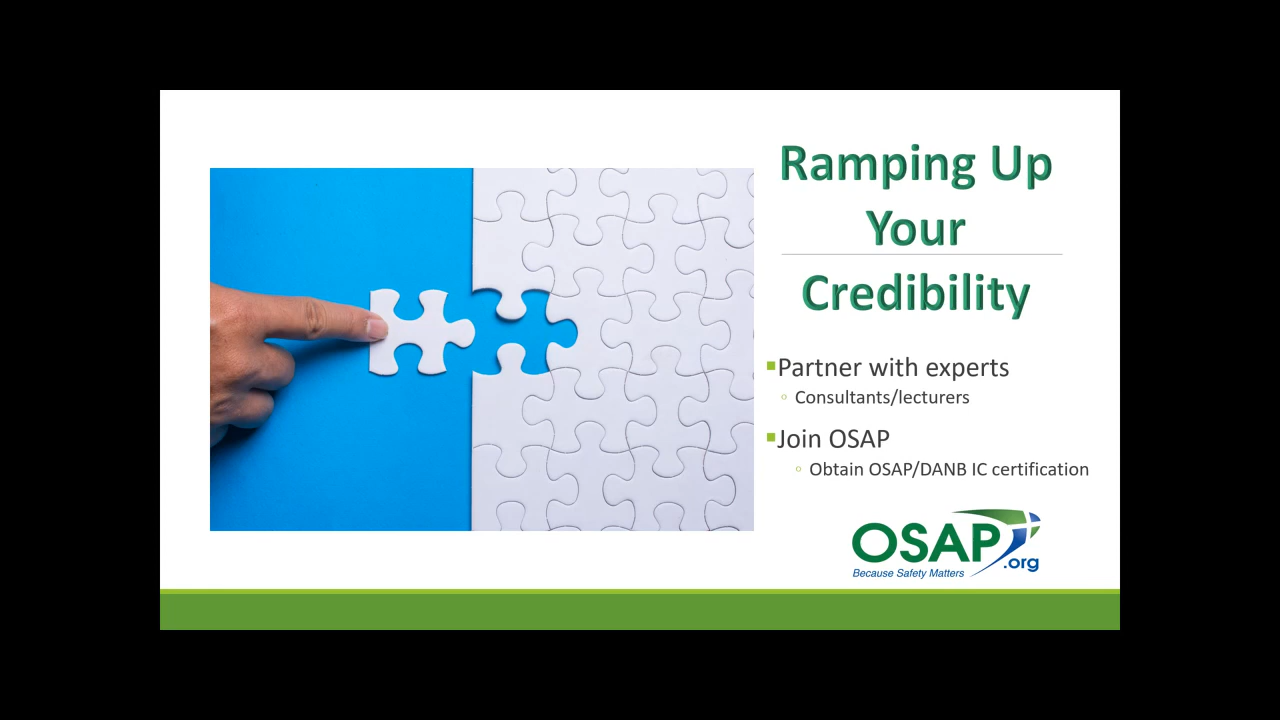 Ramping Up
Your
Credibility
▪Partner with experts
◦ Consultants/lecturers
▪Join OSAP
◦ Obtain OSAP/DANB IC certification
OSAP
.org
Because Safety Matters